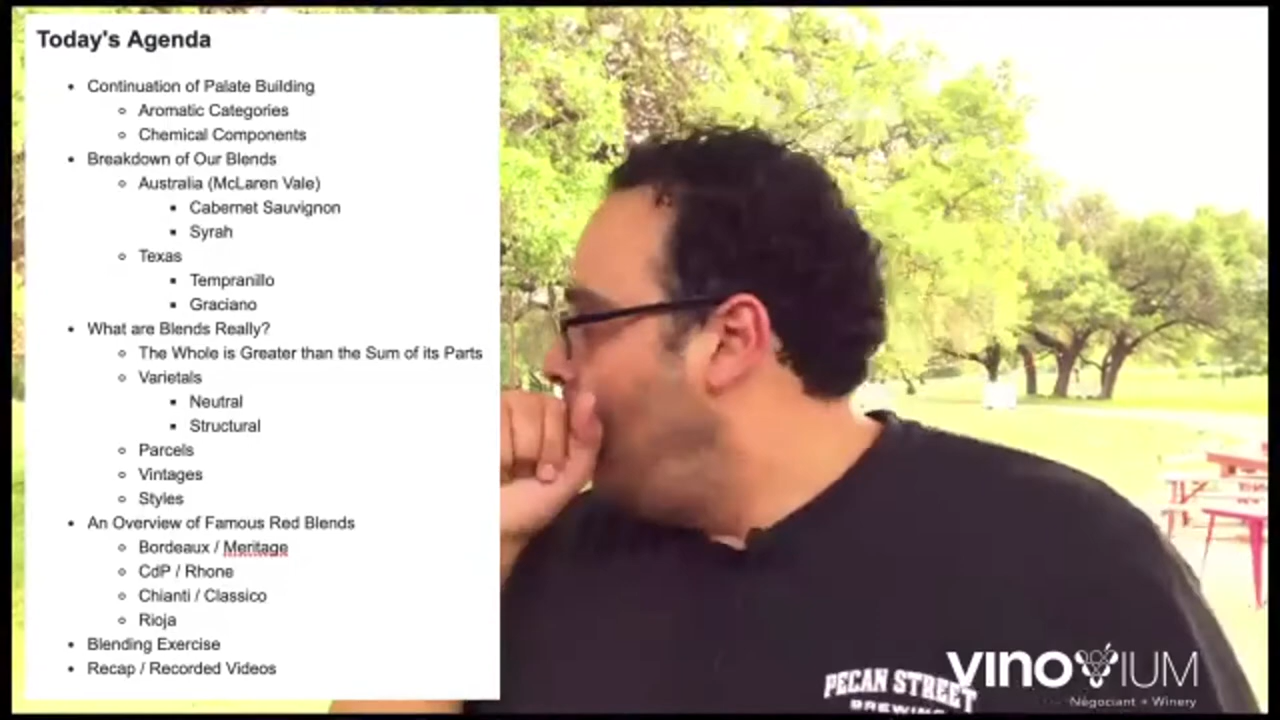 Today's Agenda
Continuation of Palate Building
Aromatic Categories
Chemical Components
Breakdown of Our Blends
Australia (McLaren Vale)
Cabernet Sauvignon
Syrah
Texas
Tempranillo
Graciano
What are Blends Really?
The Whole is Greater than the Sum of its Parts
Varietals
Neutral
Structural
Parcels
Vintages
Styles
An Overview of Famous Red Blends
Bordeaux / Meritage
CdP / Rhone
Chianti / Classico
Rioja
Blending Exercise
Recap / Recorded Videos
PECAN STREET
vinoVIUM
Négociant + Winery